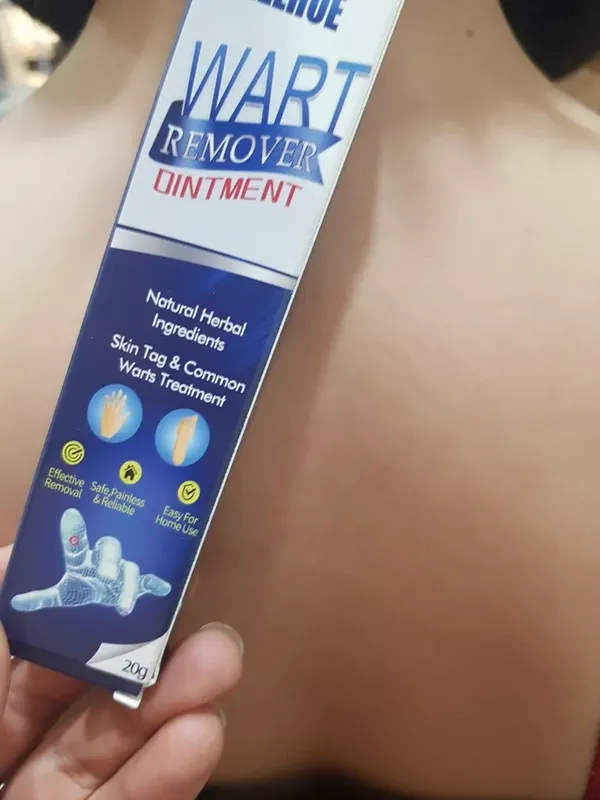 WART
REMOVER
OINTMENT
Natural Herbal
Ingredients
Skin Tag & Common
Warts Treatment
Effective
Removal
Safe,Painless
& Reliable
Easy For
Home Use
20g